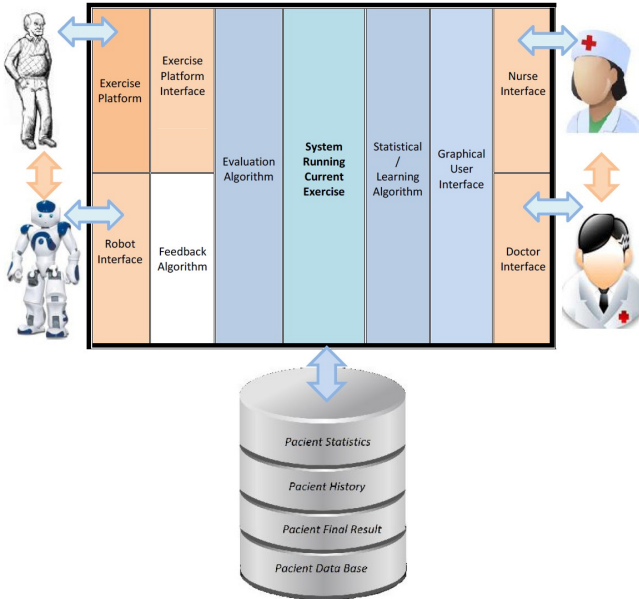 Exercise
Platform
Exercise
Platform
Interface
Evaluation
Algorithm
System
Running
Current
Exercise
Statistical
/
Learning
Algorithm
Graphical
User
Interface
Nurse
Interface
Robot
Interface
Feedback
Algorithm
Doctor
Interface
Pacient Statistics
Pacient History
Pacient Final Result
Pacient Data Base